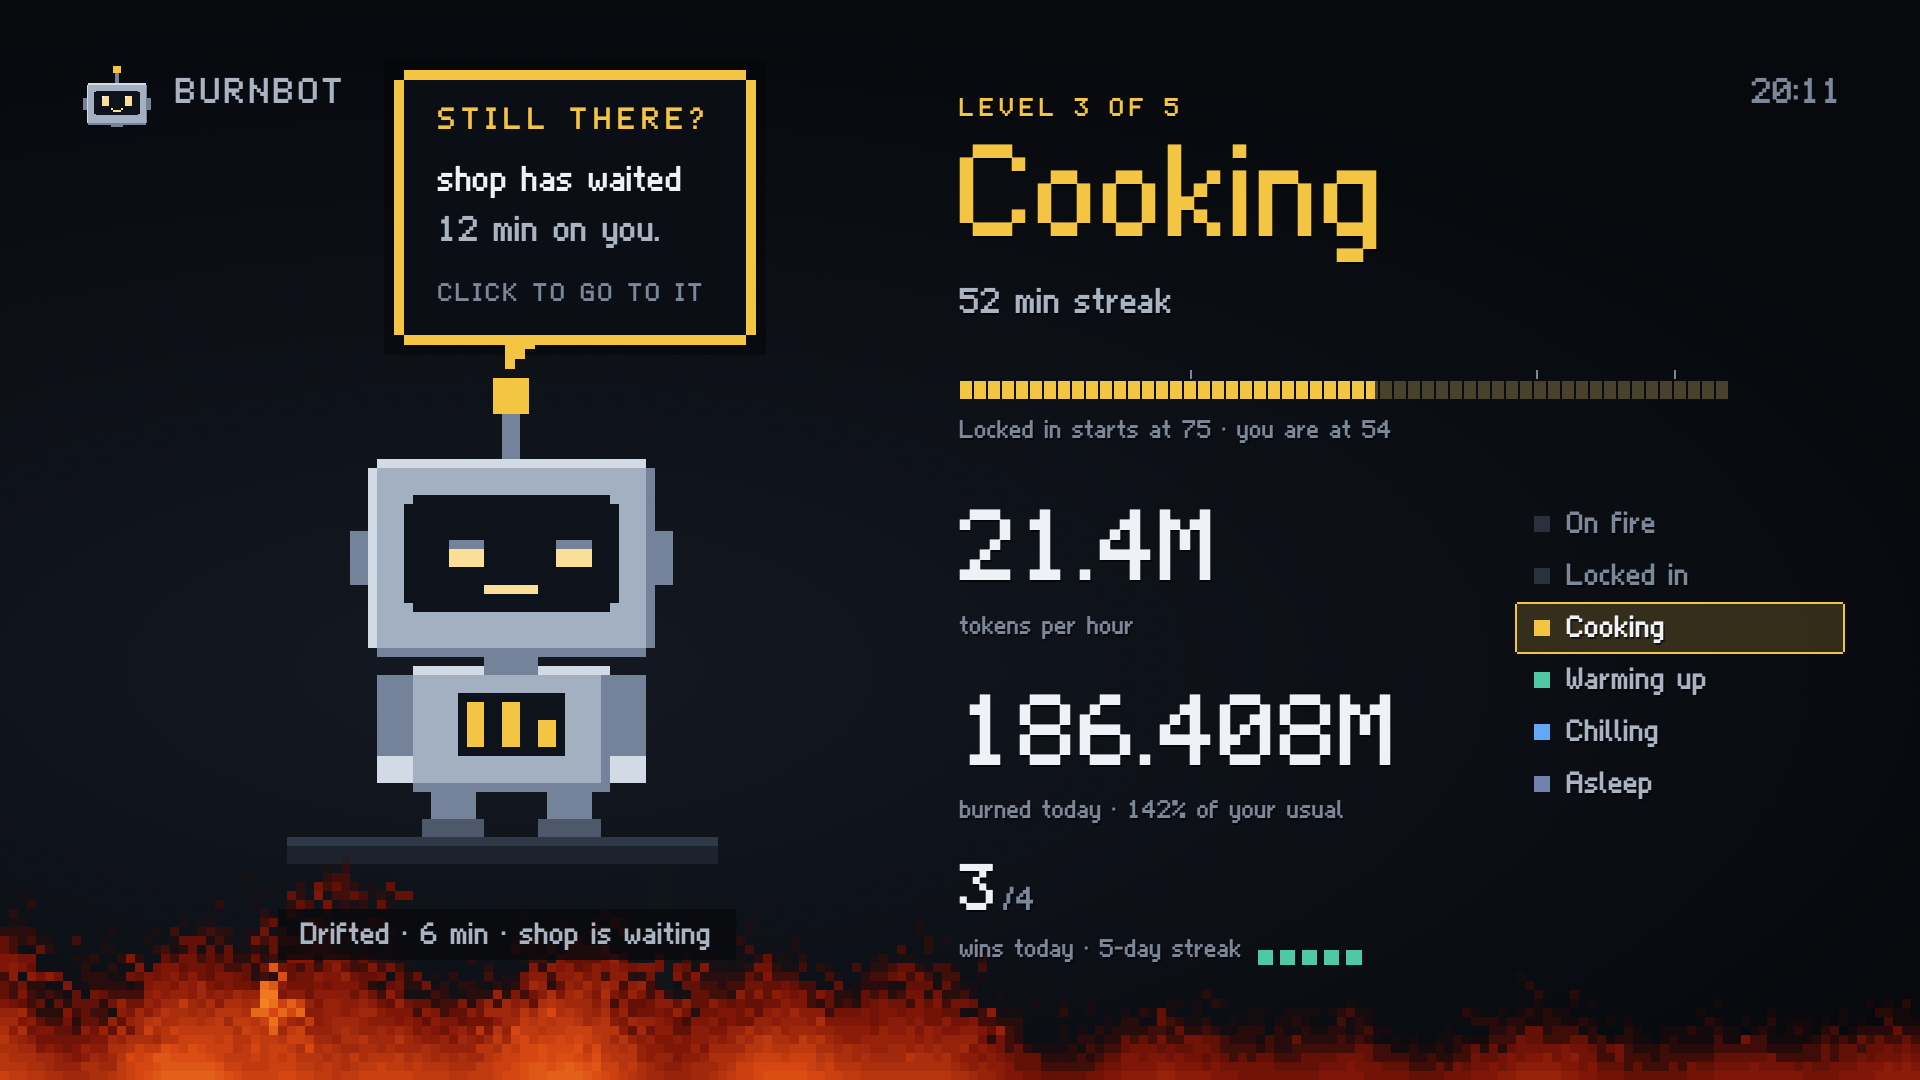 BURNBOT
STILL THERE?
shop has waited
12 min on you.
CLICK TO GO TO IT
20:11
LEVEL 3 OF 5
Cooking
52 min streak
Locked in starts at 75 · you are at 54
21.4M
tokens per hour
186.408M
burned today · 142% of your usual
3/4
wins today · 5-day streak
On fire
Locked in
Cooking
Warming up
Chilling
Asleep
Drifted · 6 min · shop is waiting